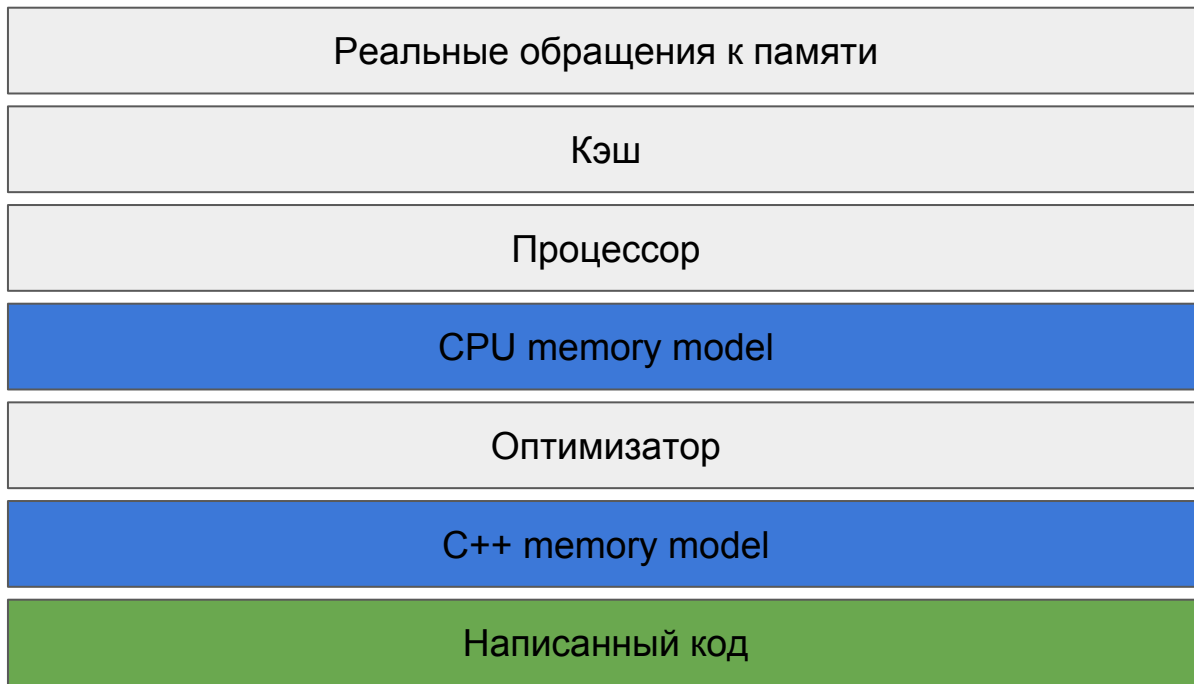 Реальные обращения к памяти
Кэш
Процессор
CPU memory model
Оптимизатор
C++ memory model
Написанный код